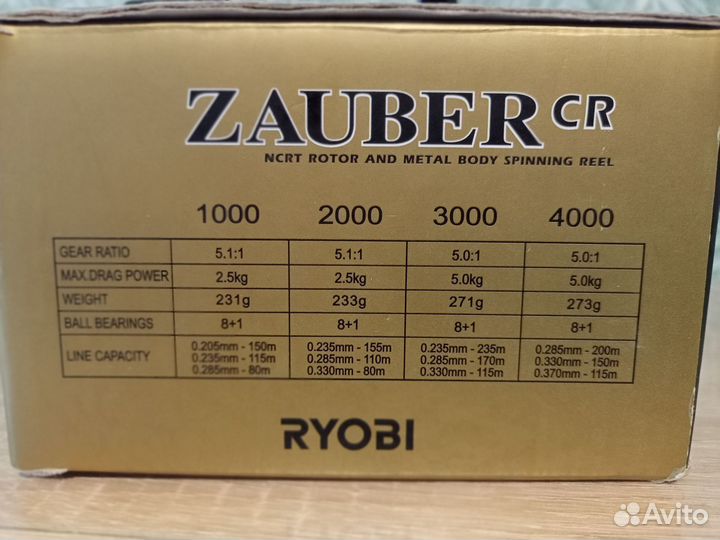 ZAUBER CR
NCRT ROTOR AND METAL BODY SPINNING REEL
1000 2000 3000 4000
GEAR RATIO 5.1:1 5.1:1 5.0:1 5.0:1
MAX.DRAG POWER 2.5kg 2.5kg 5.0kg 5.0kg
WEIGHT 231g 233g 271g 273g
BALL BEARINGS 8+1 8+1 8+1 8+1
LINE CAPACITY
0.205mm - 150m 0.235mm - 155m 0.235mm - 235m 0.285mm - 200m
0.235mm - 115m 0.285mm - 110m 0.285mm - 170m 0.330mm - 150m
0.285mm - 80m 0.330mm - 80m 0.330mm - 115m 0.370mm - 115m
RYOBI
Avito